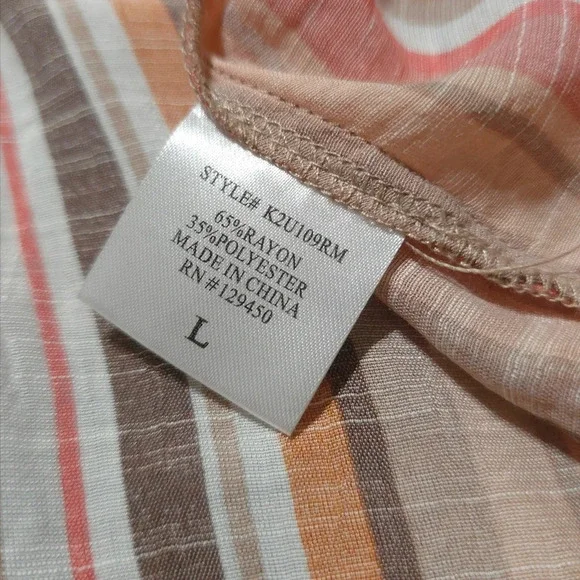 STYLE# K2U109RM
65%RAYON
35%POLYESTER
MADE IN CHINA
RN #129450
L